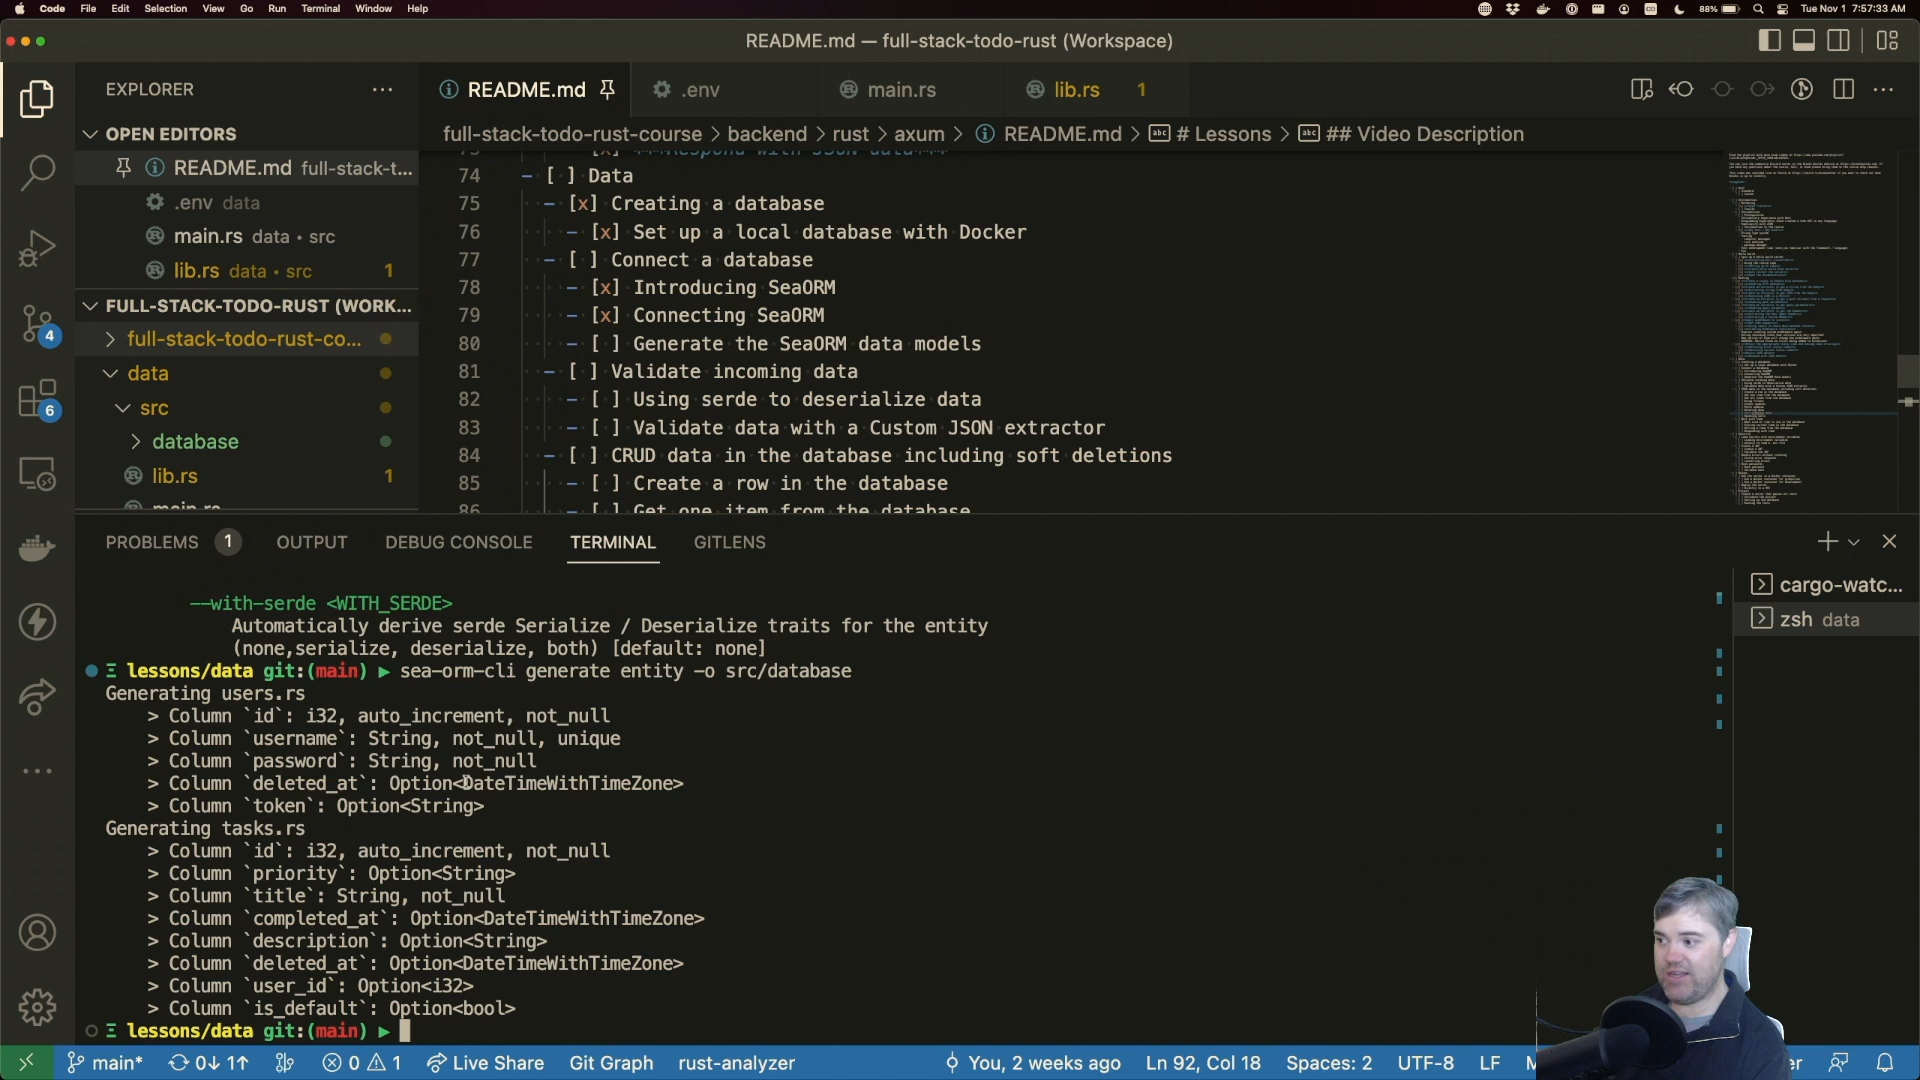 Code File Edit Selection View Go Run Terminal Window Help 88% Tue Nov 1 7:57:33 AM
README.md — full-stack-todo-rust (Workspace)
EXPLORER
README.md .env main.rs lib.rs 1
full-stack-todo-rust-course > backend > rust > axum > README.md > # Lessons > ## Video Description
OPEN EDITORS
README.md full-stack-t...
.env data
main.rs data • src
lib.rs data • src 1
FULL-STACK-TODO-RUST (WORK...
full-stack-todo-rust-co...
data
src
database
lib.rs 1
main.rs
4
6
74 - [ ] Data
75 - [x] Creating a database
76 - [x] Set up a local database with Docker
77 - [ ] Connect a database
78 - [x] Introducing SeaORM
79 - [x] Connecting SeaORM
80 - [ ] Generate the SeaORM data models
81 - [ ] Validate incoming data
82 - [ ] Using serde to deserialize data
83 - [ ] Validate data with a Custom JSON extractor
84 - [ ] CRUD data in the database including soft deletions
85 - [ ] Create a row in the database
86 - [ ] Get one item from the database
PROBLEMS 1 OUTPUT DEBUG CONSOLE TERMINAL GITLENS
cargo-watc...
zsh data
--with-serde <WITH_SERDE>
Automatically derive serde Serialize / Deserialize traits for the entity
(none,serialize, deserialize, both) [default: none]
lessons/data git:(main) ▶ sea-orm-cli generate entity -o src/database
Generating users.rs
> Column `id`: i32, auto_increment, not_null
> Column `username`: String, not_null, unique
> Column `password`: String, not_null
> Column `deleted_at`: Option<DateTimeWithTimeZone>
> Column `token`: Option<String>
Generating tasks.rs
> Column `id`: i32, auto_increment, not_null
> Column `priority`: Option<String>
> Column `title`: String, not_null
> Column `completed_at`: Option<DateTimeWithTimeZone>
> Column `description`: Option<String>
> Column `deleted_at`: Option<DateTimeWithTimeZone>
> Column `user_id`: Option<i32>
> Column `is_default`: Option<bool>
lessons/data git:(main) ▶
main* 0↓ 1↑ 0 1 Live Share Git Graph rust-analyzer You, 2 weeks ago Ln 92, Col 18 Spaces: 2 UTF-8 LF